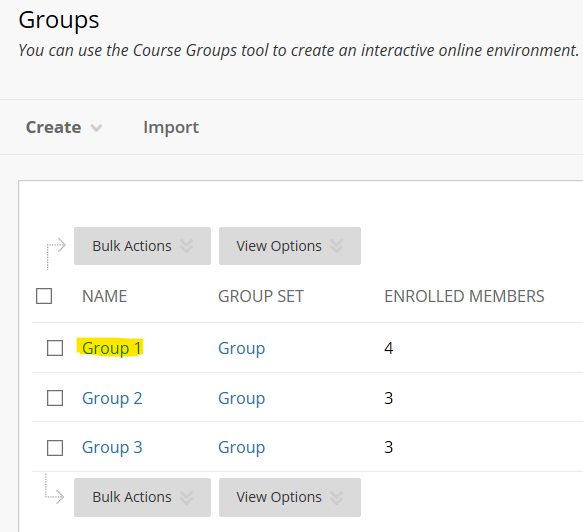 Groups
You can use the Course Groups tool to create an interactive online environment.
Create Import
Bulk Actions View Options
NAME GROUP SET ENROLLED MEMBERS
Group 1 Group 4
Group 2 Group 3
Group 3 Group 3
Bulk Actions View Options